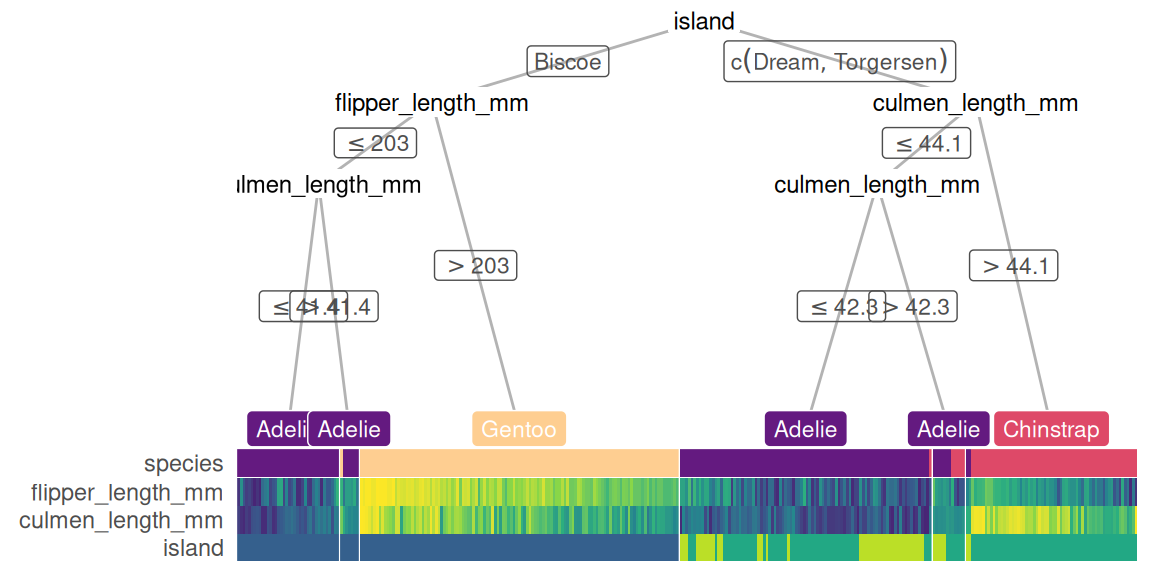 island
Biscoe
c(Dream, Torgersen)
flipper_length_mm
culmen_length_mm
≤ 203
≤ 44.1
ulmen_length_mm
culmen_length_mm
> 203
> 44.1
≤ 41.4
> 41.4
≤ 42.3
> 42.3
Adeli
Adelie
Gentoo
Adelie
Adelie
Chinstrap
species
flipper_length_mm
culmen_length_mm
island